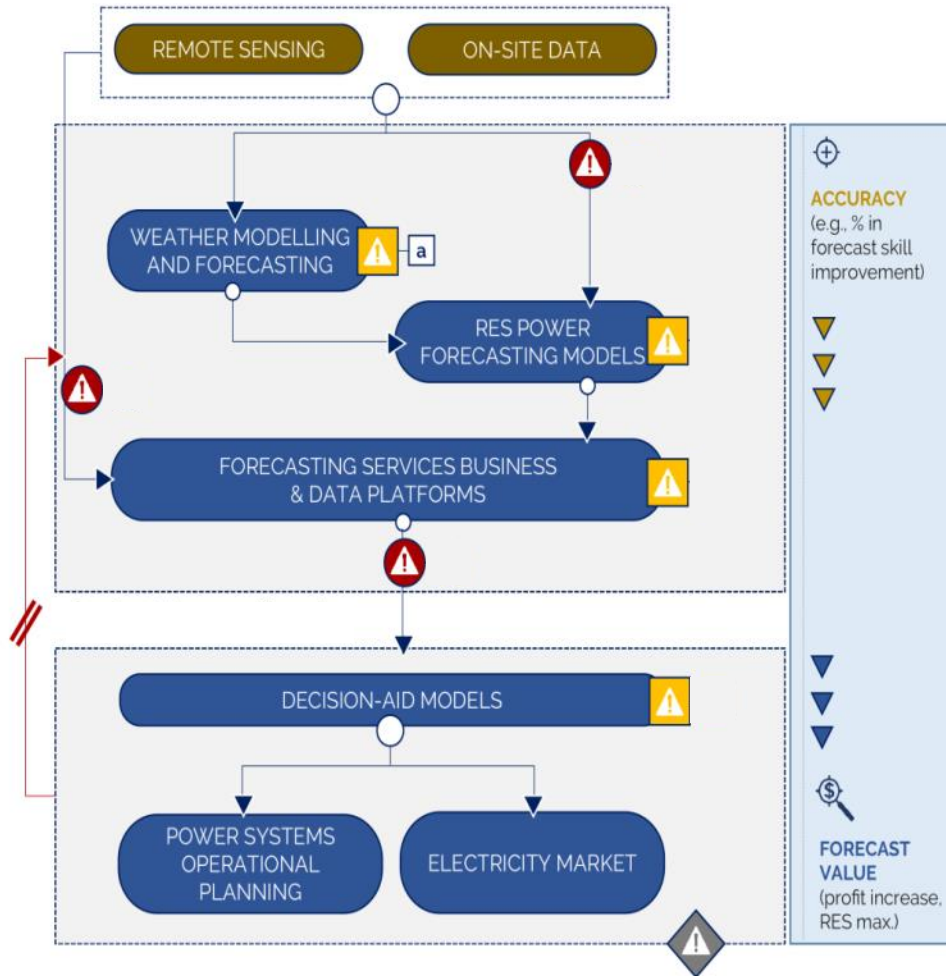 REMOTE SENSING
ON-SITE DATA
WEATHER MODELLING
AND FORECASTING
a
RES POWER
FORECASTING MODELS
FORECASTING SERVICES BUSINESS
& DATA PLATFORMS
DECISION-AID MODELS
POWER SYSTEMS
OPERATIONAL
PLANNING
ELECTRICITY MARKET
ACCURACY
(e.g., % in
forecast skill
improvement)
$
FORECAST
VALUE
(profit increase,
RES max.)